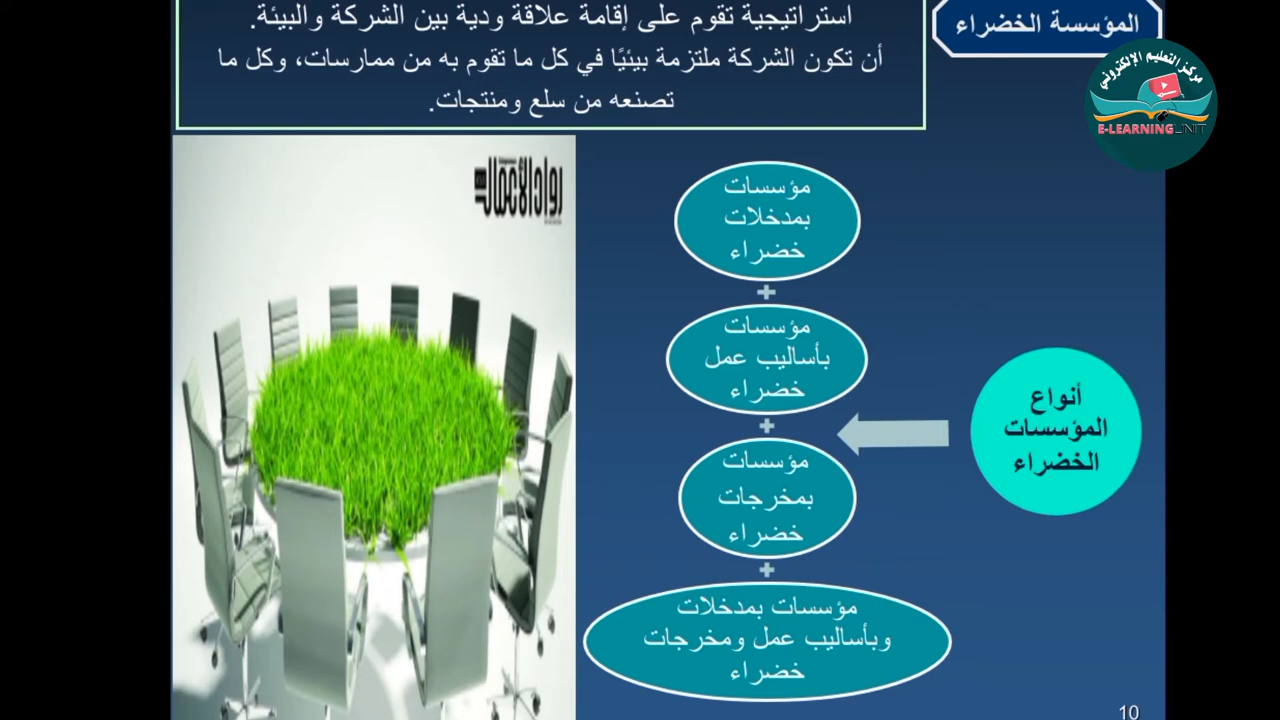 المؤسسة الخضراء
استراتيجية تقوم على إقامة علاقة ودية بين الشركة والبيئة.
أن تكون الشركة ملتزمة بيئيًا في كل ما تقوم به من ممارسات، وكل ما
تصنعه من سلع ومنتجات.
مركز التعليم الإلكتروني
E-LEARNING UNIT
رواد الأعمال
أنواع
المؤسسات
الخضراء
مؤسسات
بمدخلات
خضراء
مؤسسات
بأساليب عمل
خضراء
مؤسسات
بمخرجات
خضراء
مؤسسات بمدخلات
وبأساليب عمل ومخرجات
خضراء
10